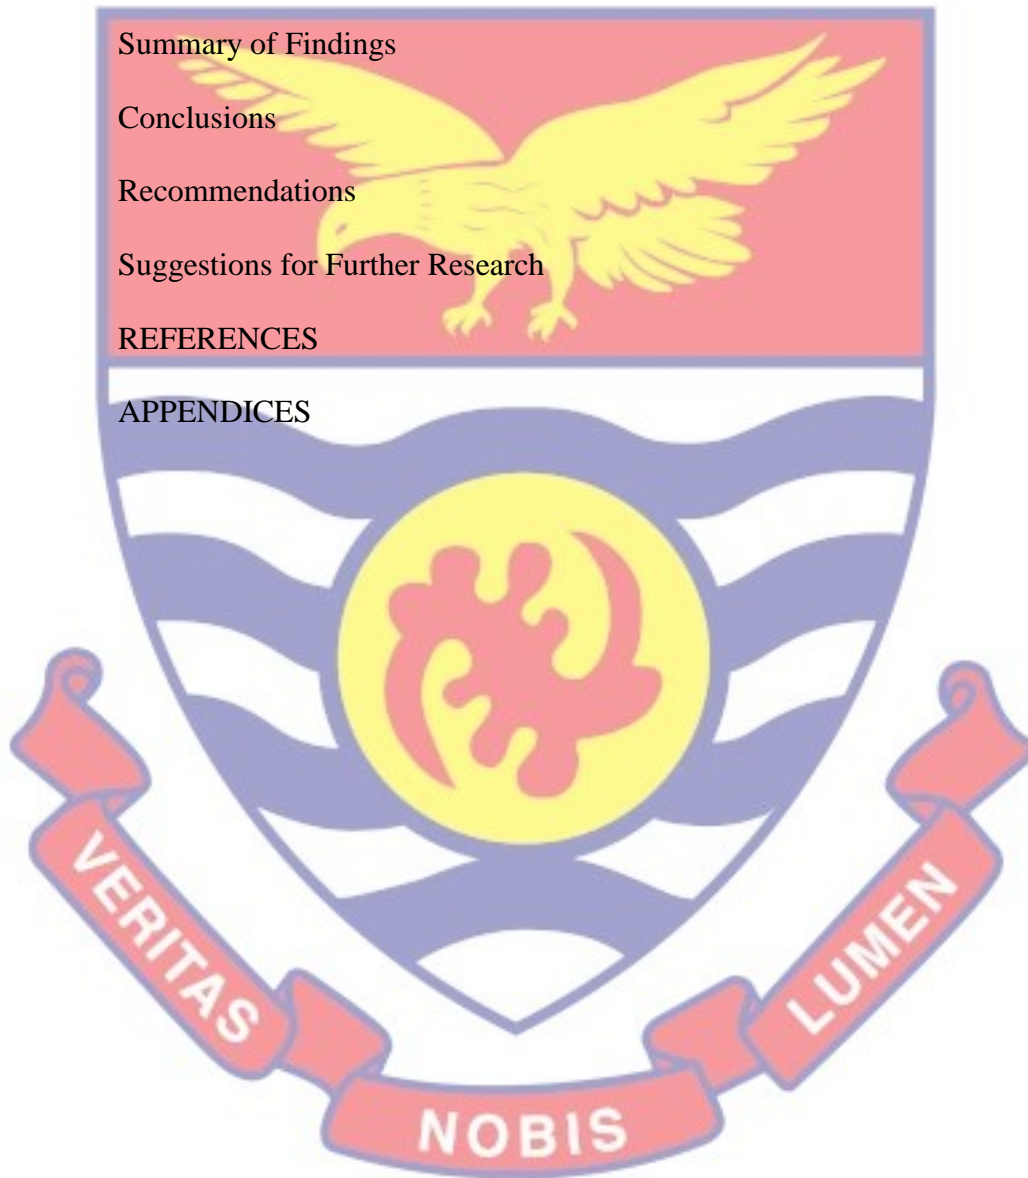 Summary of Findings
Conclusions
Recommendations
Suggestions for Further Research
REFERENCES
APPENDICES
VERITAS
NOBIS
LUMEN